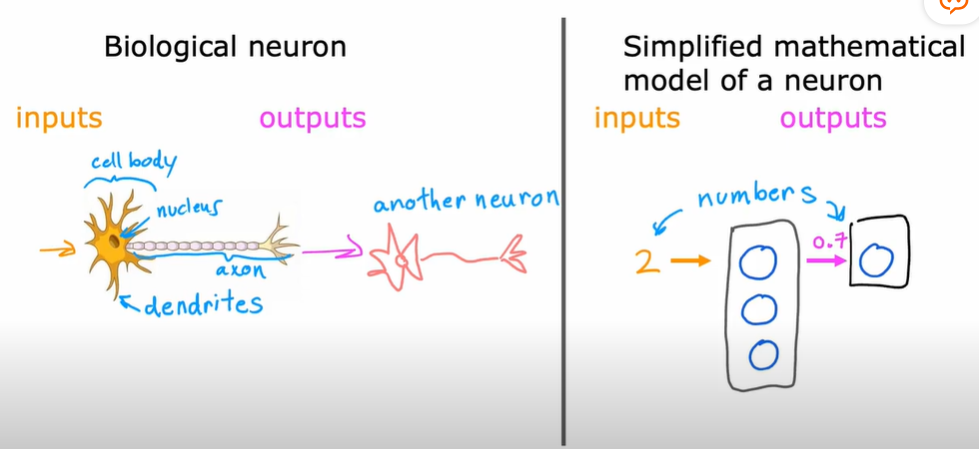 Biological neuron
inputs
outputs
cell body
nucleus
another neuron
axon
dendrites
Simplified mathematical
model of a neuron
inputs
outputs
numbers
2
0.7